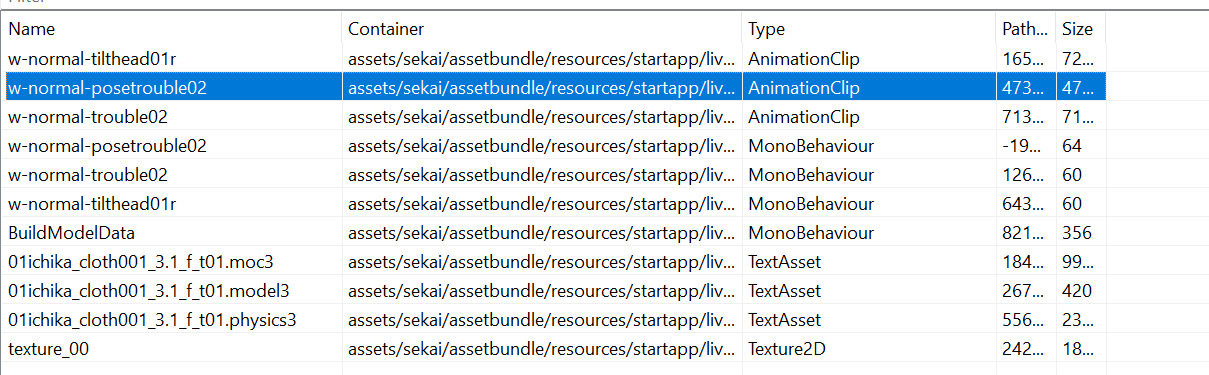 Name Container Type Path... Size
w-normal-tilthead01r assets/sekai/assetbundle/resources/startapp/liv... AnimationClip 165... 72...
w-normal-posetrouble02 assets/sekai/assetbundle/resources/startapp/liv... AnimationClip 473... 47...
w-normal-trouble02 assets/sekai/assetbundle/resources/startapp/liv... AnimationClip 713... 71...
w-normal-posetrouble02 assets/sekai/assetbundle/resources/startapp/liv... MonoBehaviour -19... 64
w-normal-trouble02 assets/sekai/assetbundle/resources/startapp/liv... MonoBehaviour 126... 60
w-normal-tilthead01r assets/sekai/assetbundle/resources/startapp/liv... MonoBehaviour 643... 60
BuildModelData assets/sekai/assetbundle/resources/startapp/liv... MonoBehaviour 821... 356
01ichika_cloth001_3.1_f_t01.moc3 assets/sekai/assetbundle/resources/startapp/liv... TextAsset 184... 99...
01ichika_cloth001_3.1_f_t01.model3 assets/sekai/assetbundle/resources/startapp/liv... TextAsset 267... 420
01ichika_cloth001_3.1_f_t01.physics3 assets/sekai/assetbundle/resources/startapp/liv... TextAsset 556... 23...
texture_00 assets/sekai/assetbundle/resources/startapp/liv... Texture2D 242... 18...